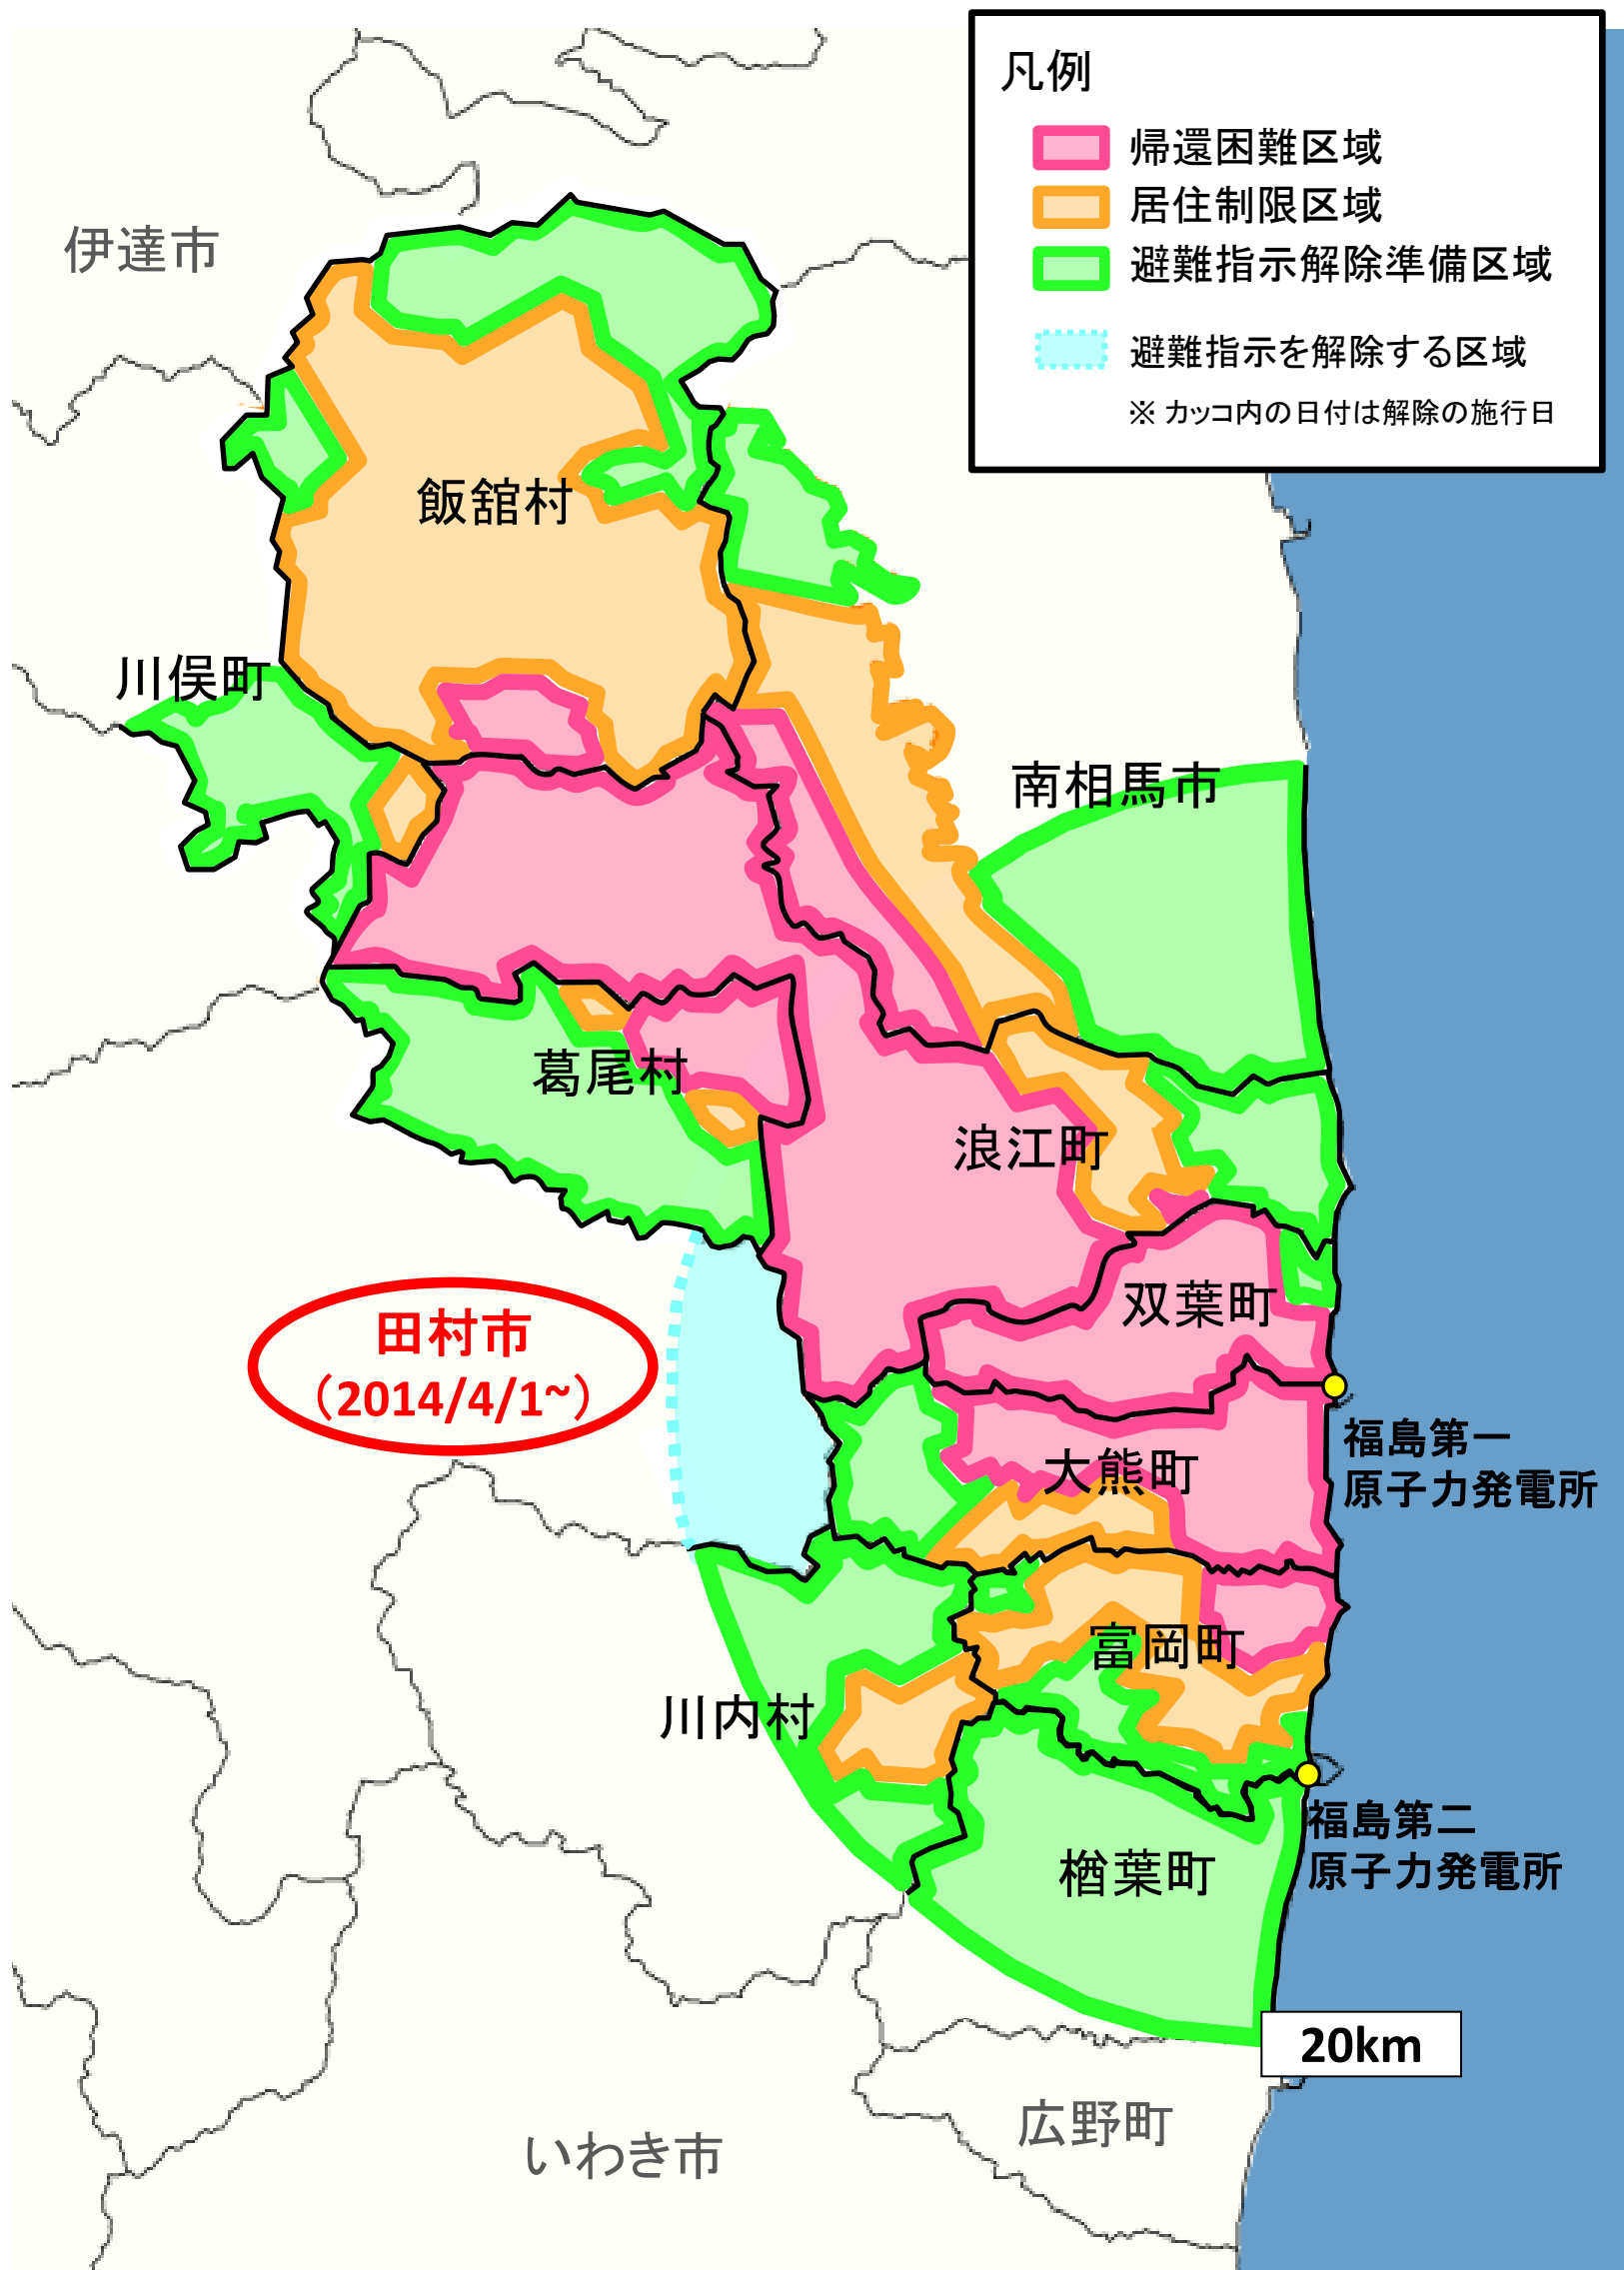 凡例
帰還困難区域
居住制限区域
避難指示解除準備区域
避難指示を解除する区域
※ カッコ内の日付は解除の施行日
伊達市
飯舘村
川俣町
南相馬市
葛尾村
浪江町
双葉町
田村市
（2014/4/1~）
福島第一
原子力発電所
大熊町
富岡町
川内村
福島第二
原子力発電所
楢葉町
20km
広野町
いわき市